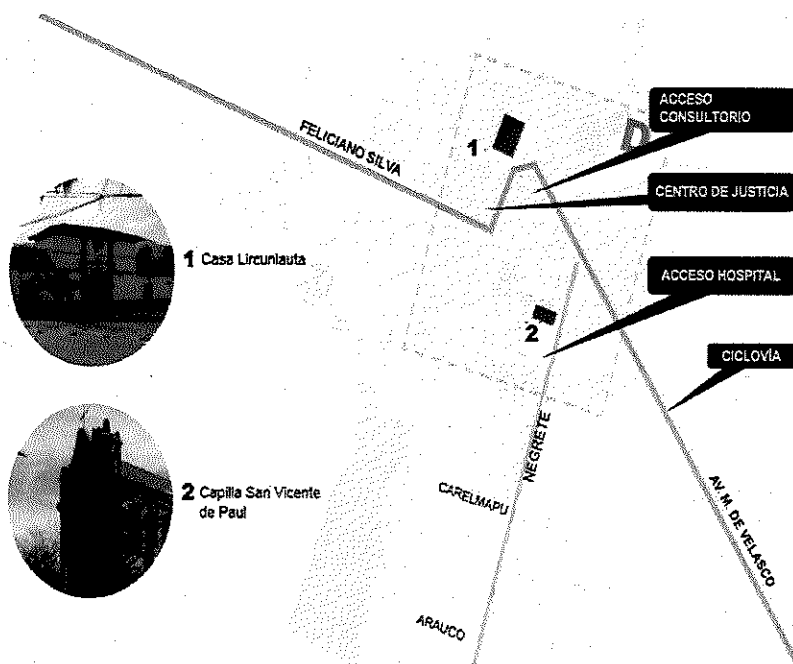 ACCESO
CONSULTORIO
D
1
FELICIANO SILVA
CENTRO DE JUSTICIA
1 Casa Lircunlauta
ACCESO HOSPITAL
2
CICLOVÍA
NEGRETE
CARELMAPU
2 Capilla San Vicente
de Paul
AV. M. DE VELASCO
ARAUCO